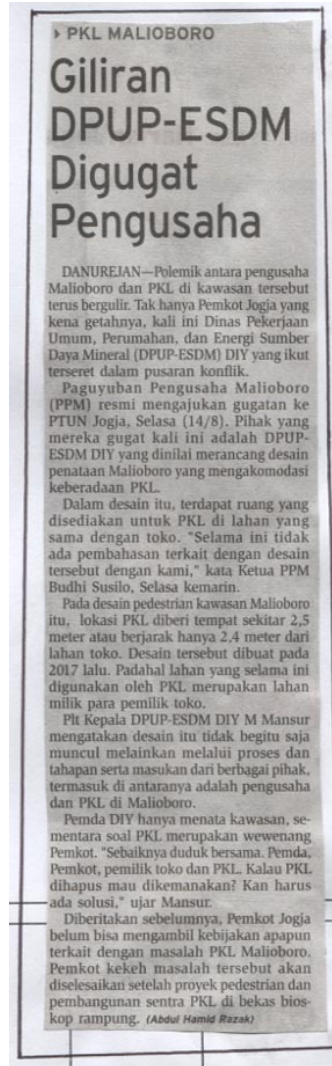 PKL MALIOBORO
Giliran
DPUP-ESDM
Digugat
Pengusaha
DANUREJAN—Polemik antara pengusaha
Malioboro dan PKL di kawasan tersebut
terus bergulir. Tak hanya Pemkot Jogja yang
kena getahnya, kali ini Dinas Pekerjaan
Umum, Perumahan, dan Energi Sumber
Daya Mineral (DPUP-ESDM) DIY yang ikut
terseret dalam pusaran konflik.
Paguyuban Pengusaha Malioboro
(PPM) resmi mengajukan gugatan ke
PTUN Jogja, Selasa (14/8). Pihak yang
mereka gugat kali ini adalah DPUP-
ESDM DIY yang dinilai merancang desain
penataan Malioboro yang mengakomodasi
keberadaan PKL.
Dalam desain itu, terdapat ruang yang
disediakan untuk PKL di lahan yang
sama dengan toko. "Selama ini tidak
ada pembahasan terkait dengan desain
tersebut dengan kami," kata Ketua PPM
Budhi Susilo, Selasa kemarin.
Pada desain pedestrian kawasan Malioboro
itu, lokasi PKL diberi tempat sekitar 2,5
meter atau berjarak hanya 2,4 meter dari
lahan toko. Desain tersebut dibuat pada
2017 lalu. Padahal lahan yang selama ini
digunakan oleh PKL merupakan lahan
milik para pemilik toko.
Plt Kepala DPUP-ESDM DIY M Mansur
mengatakan desain itu tidak begitu saja
muncul melainkan melalui proses dan
tahapan serta masukan dari berbagai pihak,
termasuk di antaranya adalah pengusaha
dan PKL di Malioboro.
Pemda DIY hanya menata kawasan, se-
mentara soal PKL merupakan wewenang
Pemkot. "Sebaiknya duduk bersama. Pemda,
Pemkot, pemilik toko dan PKL. Kalau PKL
dihapus mau dikemanakan? Kan harus
ada solusi," ujar Mansur.
Diberitakan sebelumnya, Pemkot Jogja
belum bisa mengambil kebijakan apapun
terkait dengan masalah PKL Malioboro.
Pemkot kekeh masalah tersebut akan
diselesaikan setelah proyek pedestrian dan
pembangunan sentra PKL di bekas bios-
kop rampung. (Abdul Hamid Razak)